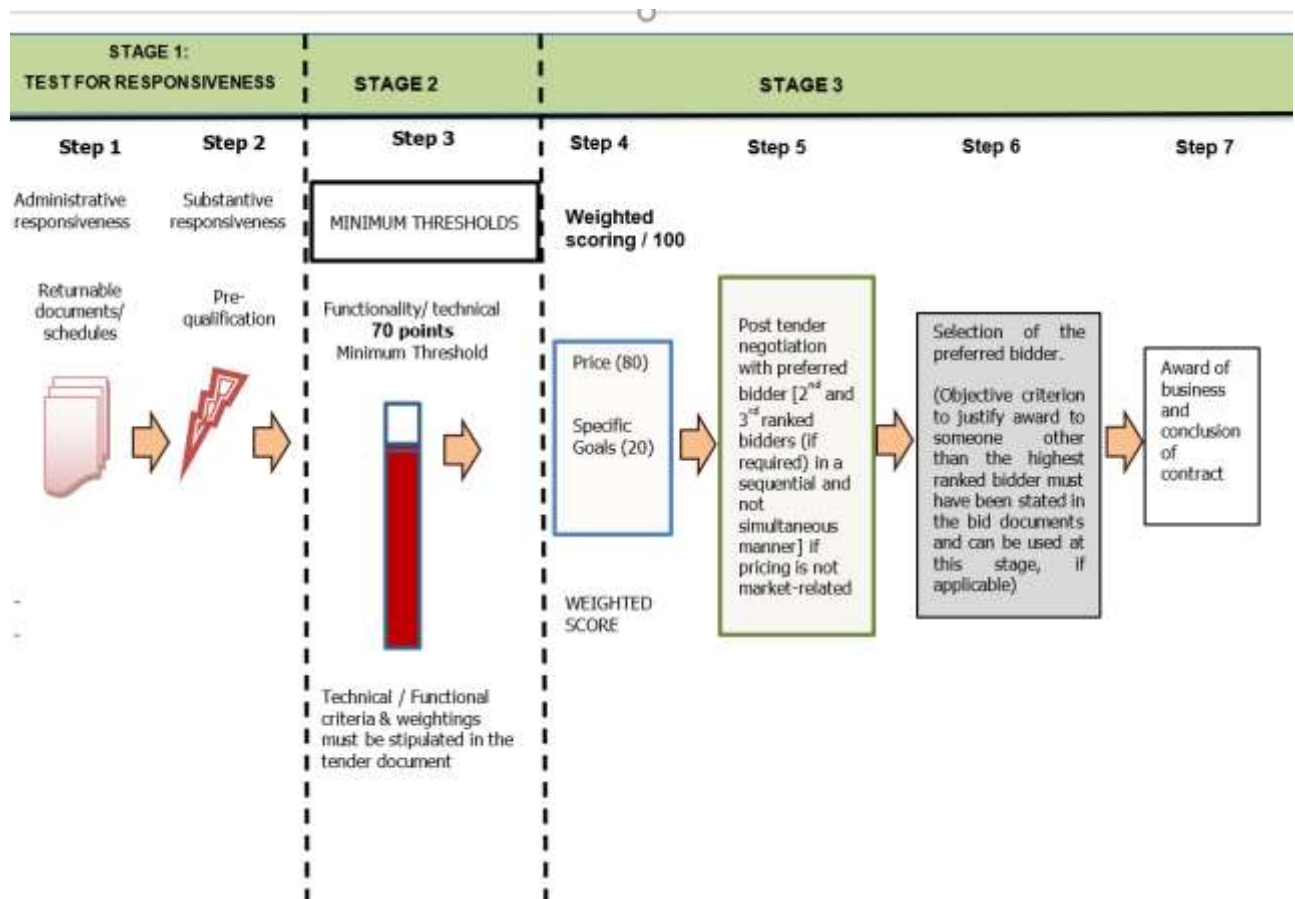 STAGE 1:
TEST FOR RESPONSIVENESS
STAGE 2
STAGE 3
Step 1
Step 2
Step 3
Step 4
Step 5
Step 6
Step 7
Administrative
responsiveness
Substantive
responsiveness
MINIMUM THRESHOLDS
Weighted
scoring / 100
Returnable
documents/
schedules
Pre-
qualification
Functionality/ technical
70 points
Minimum Threshold
Technical / Functional
criteria & weightings
must be stipulated in the
tender document
Price (80)
Specific
Goals (20)
WEIGHTED
SCORE
Post tender
negotiation
with preferred
bidder [2nd and
3rd ranked
bidders (if
required) in a
sequential and
not
simultaneous
manner] if
pricing is not
market-related
Selection of the
preferred bidder.
(Objective criterion
to justify award to
someone other
than the highest
ranked bidder must
have been stated in
the bid documents
and can be used at
this stage, if
applicable)
Award of
business
and
conclusion
of
contract
-
-